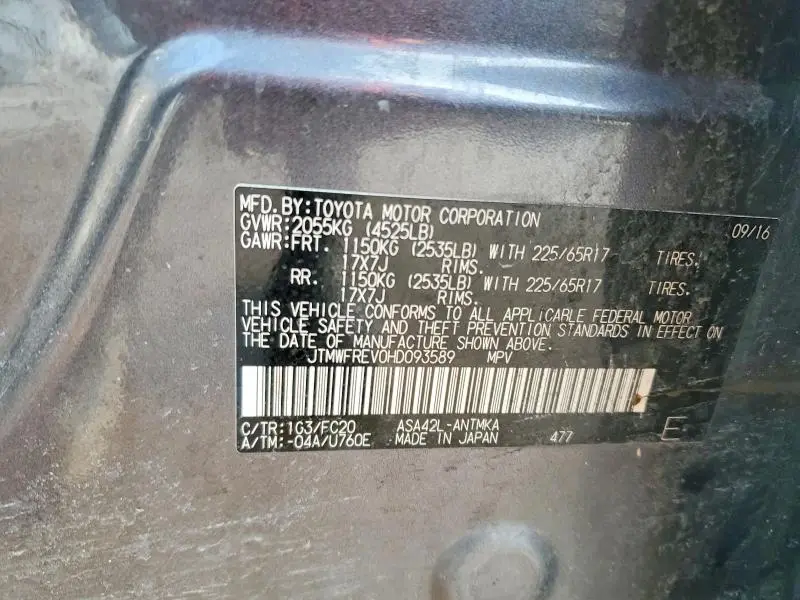 MFD. BY: TOYOTA MOTOR CORPORATION 09/16
GVWR: 2055KG (4525LB)
GAWR: FRT. 1150KG (2535LB) WITH 225/65R17 TIRES.
17X7J RIMS.
RR. 1150KG (2535LB) WITH 225/65R17 TIRES.
17X7J RIMS.
THIS VEHICLE CONFORMS TO ALL APPLICABLE FEDERAL MOTOR
VEHICLE SAFETY AND THEFT PREVENTION STANDARDS IN EFFECT ON
THE DATE OF MANUFACTURE SHOWN ABOVE.
JTMWFREV0HD093589 MPV
C/TR: 1G3/FC20 ASA42L-ANTMKA
A/TM: -04A/U760E MADE IN JAPAN 477 E